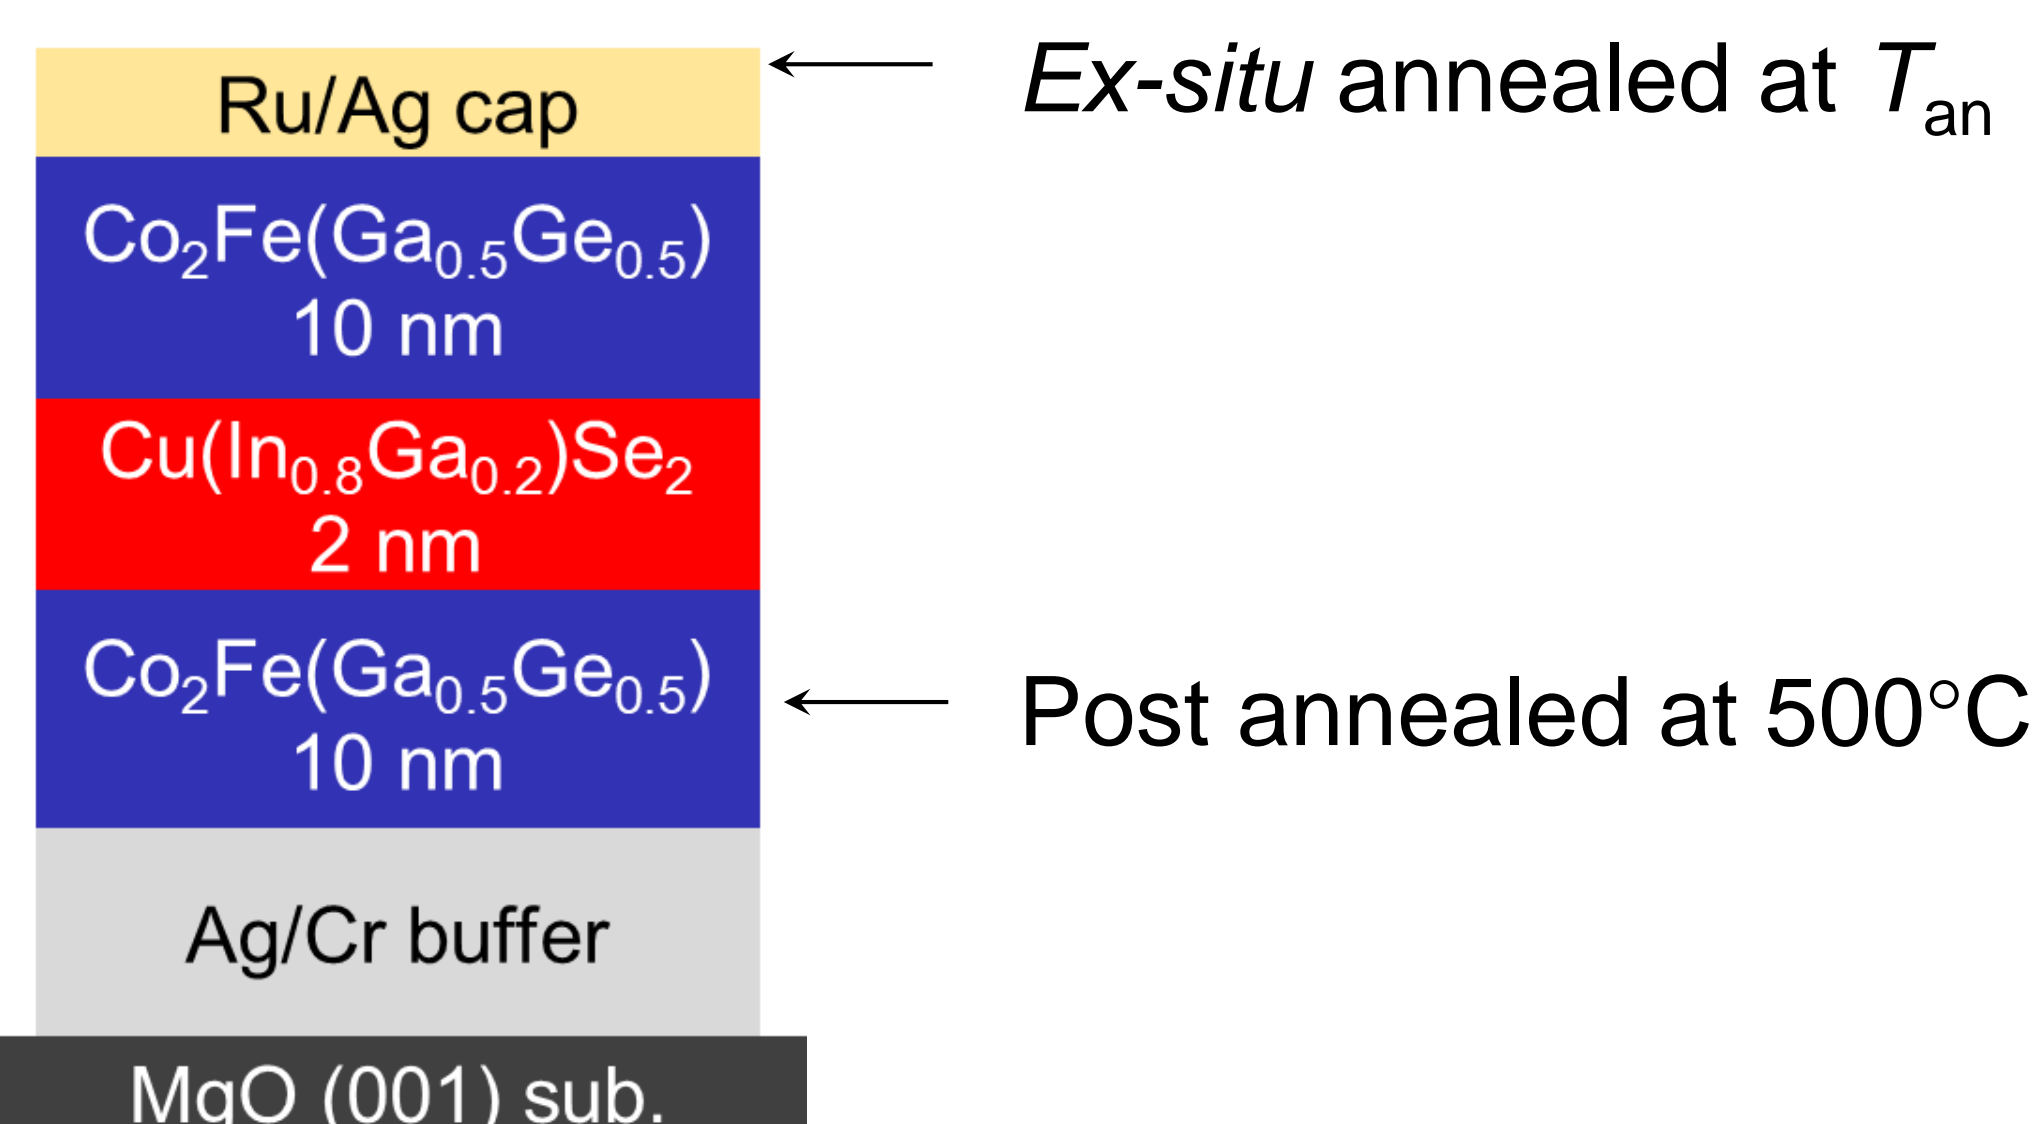 Ru/Ag cap
Ex-situ annealed at Tan
Co2Fe(Ga0.5Ge0.5)
10 nm
Cu(In0.8Ga0.2)Se2
2 nm
Co2Fe(Ga0.5Ge0.5)
10 nm
Post annealed at 500°C
Ag/Cr buffer
MgO (001) sub.